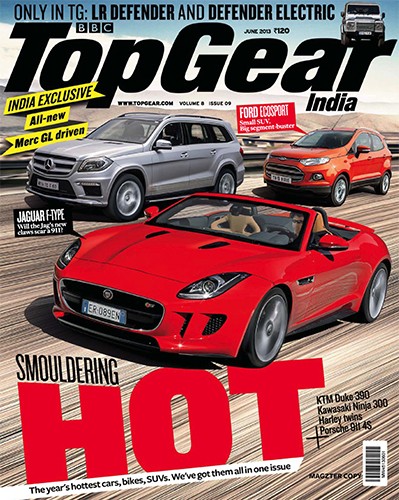 ONLY IN TG: LR DEFENDER AND DEFENDER ELECTRIC
BBC
JUNE 2013 ₹120
TopGear
India
INDIA EXCLUSIVE
All-new
Merc GL driven
WWW.TOPGEAR.COM VOLUME 8 ISSUE 09
FORD ECOSPORT
Small SUV.
Big segment-buster
JAGUAR F-TYPE
Will the Jag's new
claws scar a 911?
ER·089EN
SMOULDERING
HOT
KTM Duke 390
Kawasaki Ninja 300
Harley twins
+ Porsche 911 4S
The year's hottest cars, bikes, SUVs. We've got them all in one issue
MAGZTER COPY